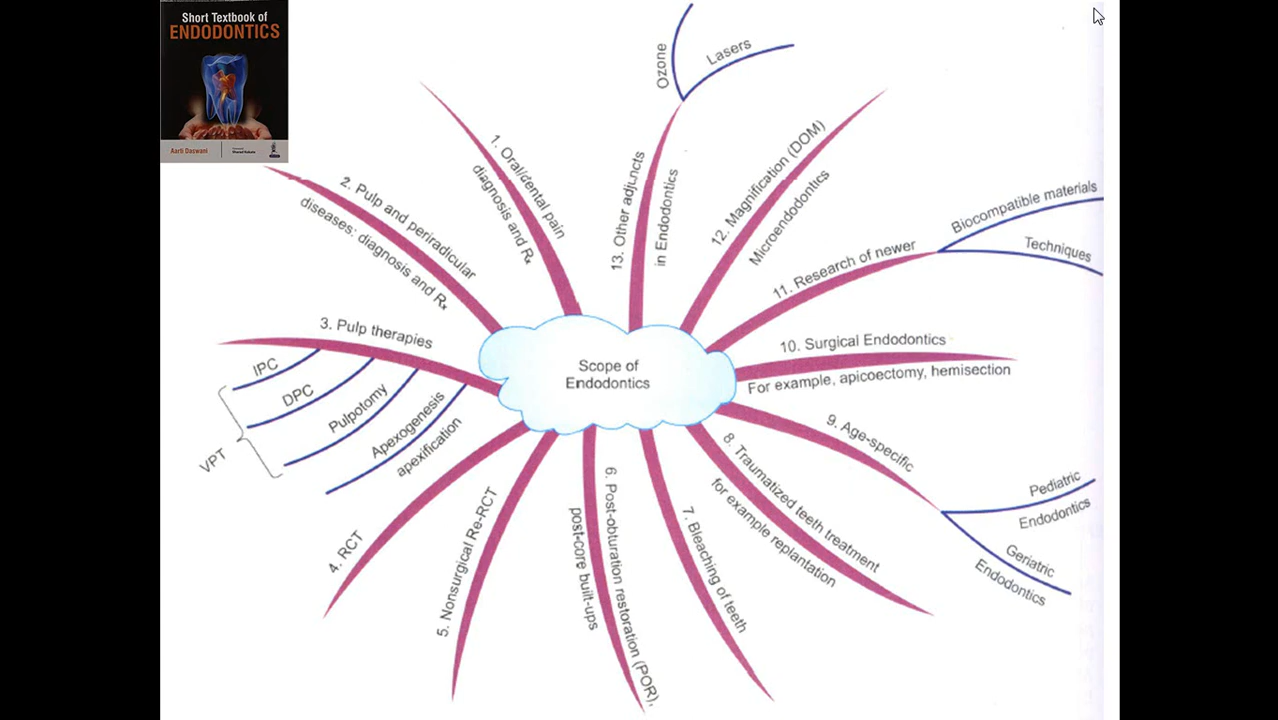 Short Textbook of
ENDODONTICS
Aarti Daswani
Ozone
Lasers
1. Oral/dental pain
diagnosis and Rx
2. Pulp and periradicular
diseases: diagnosis and Rx
3. Pulp therapies
IPC
DPC
Pulpotomy
Apexogenesis
apexification
VPT
4. RCT
5. Nonsurgical Re-RCT
6. Post-obturation restoration (POR),
post-core built-ups
7. Bleaching of teeth
8. Traumatized teeth treatment
for example replantation
9. Age-specific
Pediatric
Endodontics
Geriatric
Endodontics
10. Surgical Endodontics
For example, apicoectomy, hemisection
11. Research of newer
Biocompatible materials
Techniques
12. Magnification (DOM)
Microendodontics
13. Other adjuncts
in Endodontics
Scope of
Endodontics